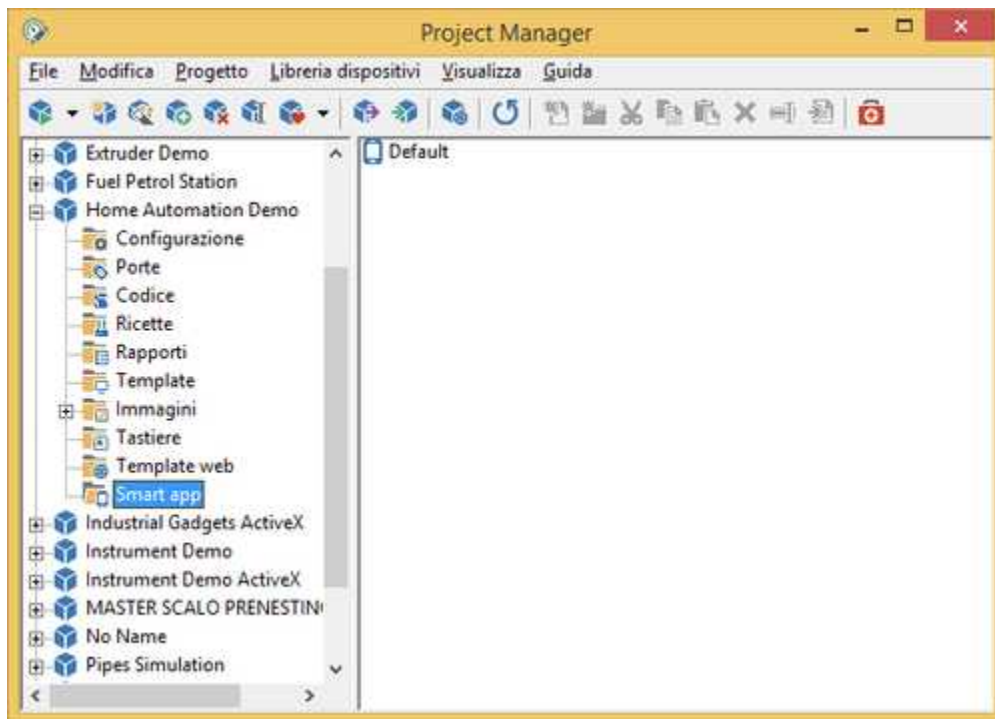 Project Manager
File Modifica Progetto Libreria dispositivi Visualizza Guida
Extruder Demo
Fuel Petrol Station
Home Automation Demo
Configurazione
Porte
Codice
Ricette
Rapporti
Template
Immagini
Tastiere
Template web
Smart app
Industrial Gadgets ActiveX
Instrument Demo
Instrument Demo ActiveX
MASTER SCALO
No Name
Pipes Simulation
Default